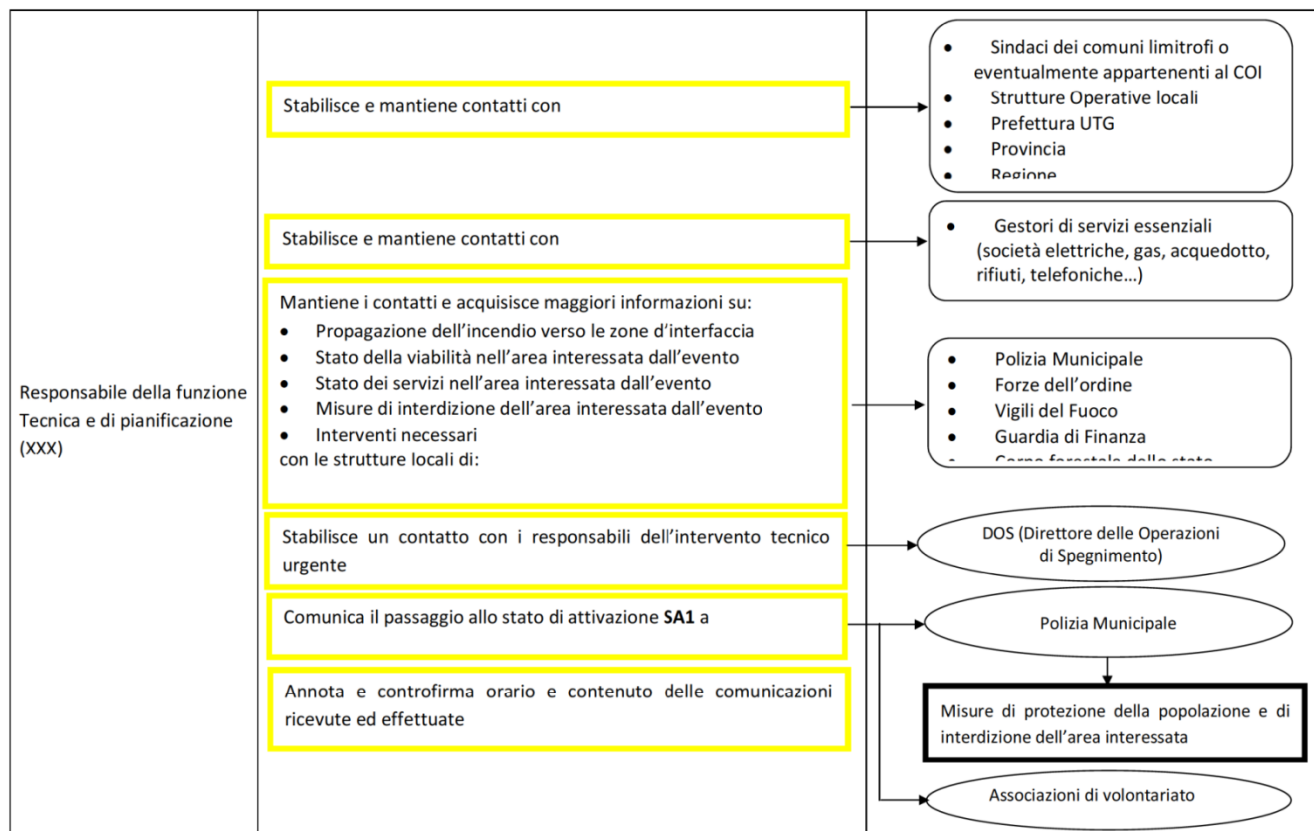 Responsabile della funzione
Tecnica e di pianificazione
(XXX)
Stabilisce e mantiene contatti con
• Sindaci dei comuni limitrofi o
eventualmente appartenenti al COI
• Strutture Operative locali
• Prefettura UTG
• Provincia
• Regione
Stabilisce e mantiene contatti con
• Gestori di servizi essenziali
(società elettriche, gas, acquedotto,
rifiuti, telefoniche…)
Mantiene i contatti e acquisisce maggiori informazioni su:
• Propagazione dell’incendio verso le zone d’interfaccia
• Stato della viabilità nell’area interessata dall’evento
• Stato dei servizi nell’area interessata dall’evento
• Misure di interdizione dell’area interessata dall’evento
• Interventi necessari
con le strutture locali di:
• Polizia Municipale
• Forze dell’ordine
• Vigili del Fuoco
• Guardia di Finanza
• Corpo forestale dello stato
Stabilisce un contatto con i responsabili dell’intervento tecnico
urgente
DOS (Direttore delle Operazioni
di Spegnimento)
Comunica il passaggio allo stato di attivazione SA1 a
Polizia Municipale
Annota e controfirma orario e contenuto delle comunicazioni
ricevute ed effettuate
Misure di protezione della popolazione e di
interdizione dell’area interessata
Associazioni di volontariato